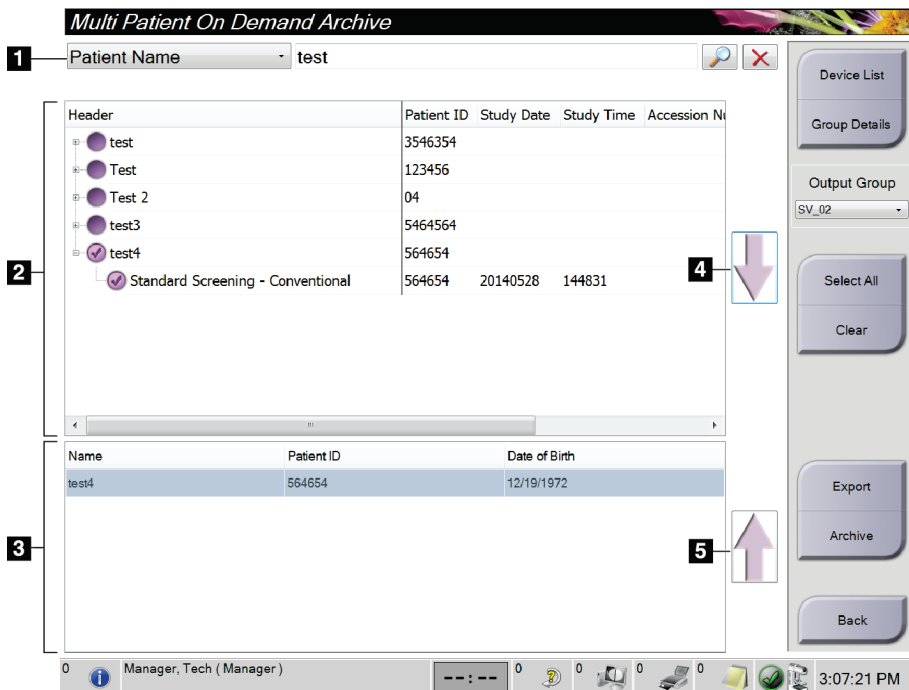 Multi Patient On Demand Archive
1
Patient Name
test
Device List
Group Details
Output Group
SV_02
2
Header Patient ID Study Date Study Time Accession Nu
test 3546354
Test 123456
Test 2 04
test3 5464564
test4 564654
Standard Screening - Conventional 564654 20140528 144831
4
Select All
Clear
3
Name Patient ID Date of Birth
test4 564654 12/19/1972
5
Export
Archive
Back
0 Manager, Tech ( Manager ) --:-- 0 0 0 0 3:07:21 PM